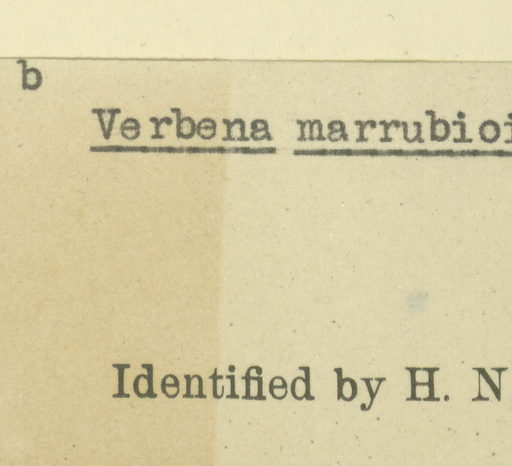 b
Verbena marrubioi
Identified by H. N